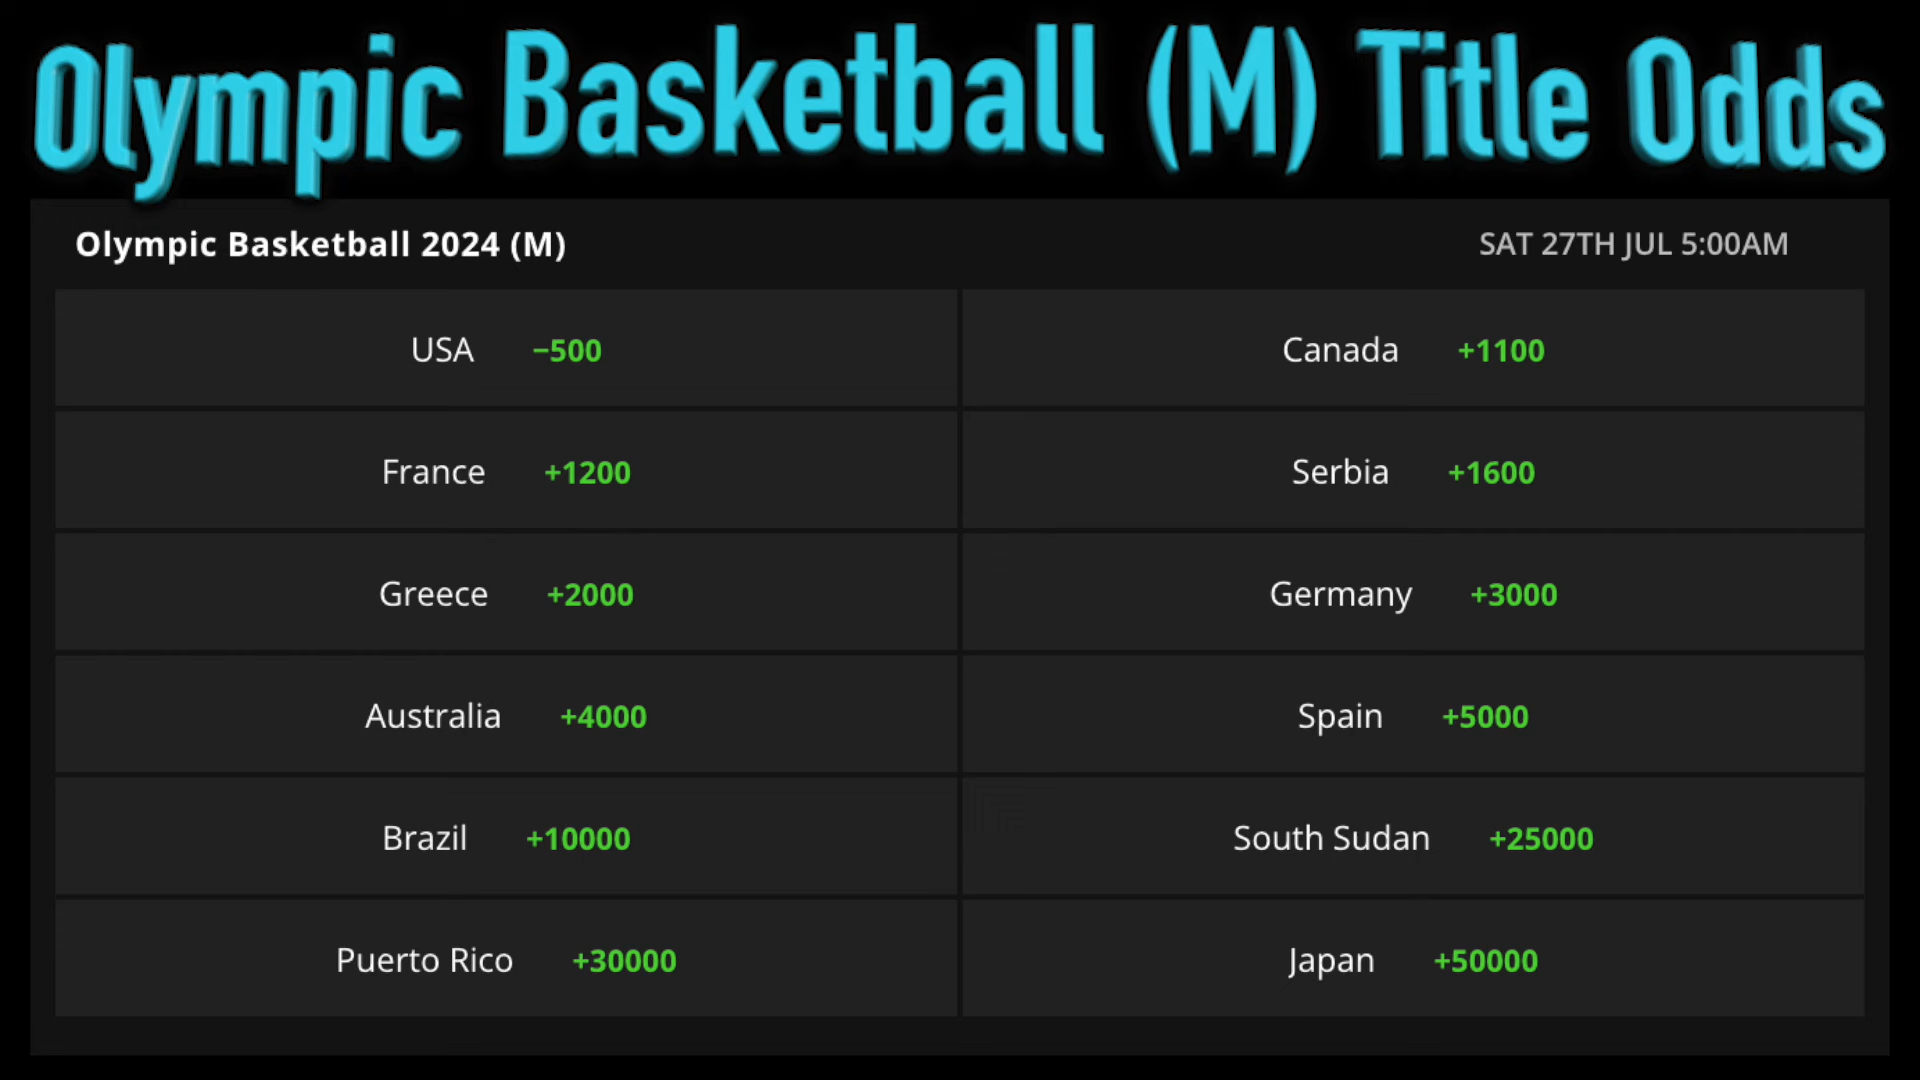 Olympic Basketball (M) Title Odds
Olympic Basketball 2024 (M) SAT 27TH JUL 5:00AM
USA −500 Canada +1100
France +1200 Serbia +1600
Greece +2000 Germany +3000
Australia +4000 Spain +5000
Brazil +10000 South Sudan +25000
Puerto Rico +30000 Japan +50000